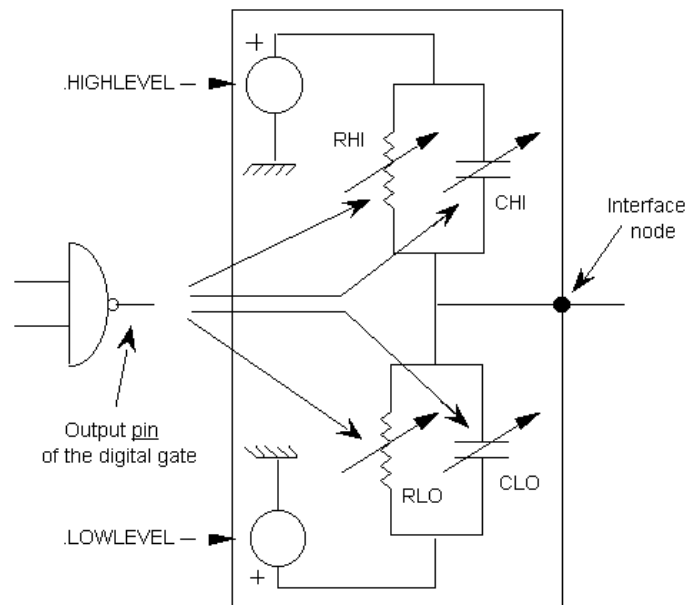 +
.HIGHLEVEL
RHI
CHI
Interface
node
Output pin
of the digital gate
RLO
CLO
.LOWLEVEL
+